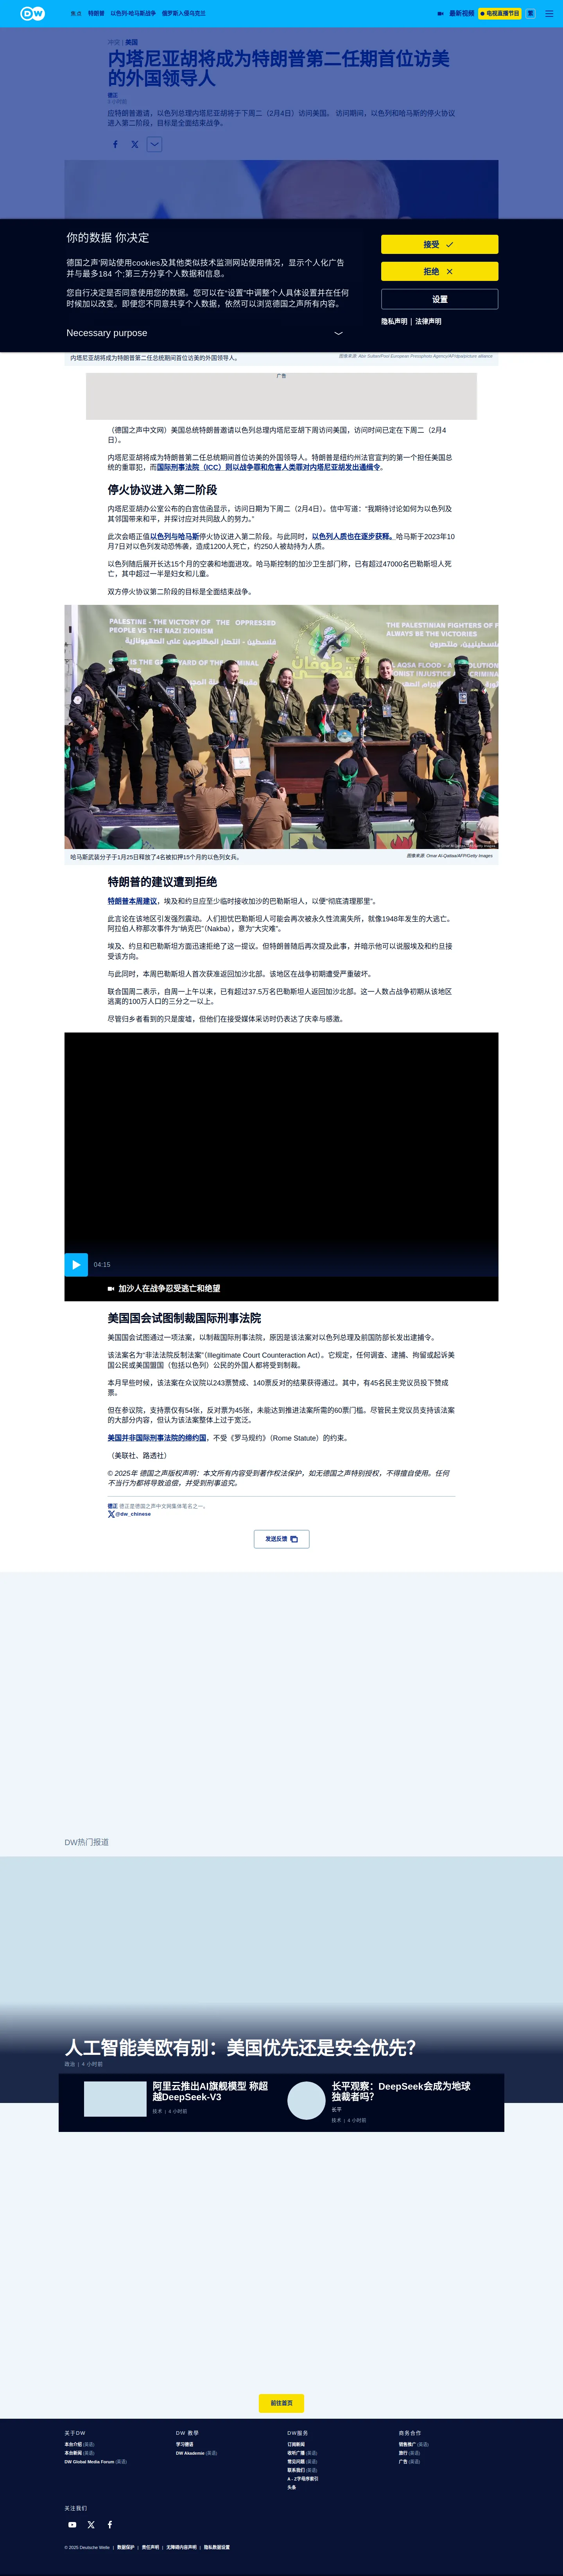 DW
焦点 特朗普 以色列-哈马斯战争 俄罗斯入侵乌克兰
最新视频 电视直播节目 繁
冲突 | 美国
内塔尼亚胡将成为特朗普第二任期首位访美
的外国领导人
德正
应特朗普邀请，以色列总理内塔尼亚胡将于下周二（2月4日）访问美国。 访问期间，以色列和哈马斯的停火协议
进入第二阶段，目标是全面结束战争。
你的数据 你决定
德国之声'网站使用cookies及其他类似技术监测网站使用情况，显示个人化广告
并与最多184 个;第三方分享个人数据和信息。
您自行决定是否同意使用您的数据。您可以在“设置”中调整个人具体设置并在任何
时候加以改变。即便您不同意共享个人数据，依然可以浏览德国之声所有内容。
Necessary purpose
接受
拒绝
设置
隐私声明 | 法律声明
内塔尼亚胡将成为特朗普第二任总统期间首位访美的外国领导人。
广告
（德国之声中文网）美国总统特朗普邀请以色列总理内塔尼亚胡下周访问美国，访问时间已定在下周二（2月4
日）。
内塔尼亚胡将成为特朗普第二任总统期间首位访美的外国领导人。特朗普是纽约州法官宣判的第一个担任美国总
统的重罪犯，而国际刑事法院（ICC）则以战争罪和危害人类罪对内塔尼亚胡发出通缉令。
停火协议进入第二阶段
内塔尼亚胡办公室公布的白宫信函显示，访问日期为下周二（2月4日）。信中写道：“我期待讨论如何为以色列及
其邻国带来和平，并探讨应对共同敌人的努力。”
此次会晤正值以色列与哈马斯停火协议进入第二阶段。与此同时，以色列人质也在逐步获释。哈马斯于2023年10
月7日对以色列发动恐怖袭，造成1200人死亡，约250人被劫持为人质。
以色列随后展开长达15个月的空袭和地面进攻。哈马斯控制的加沙卫生部门称，已有超过47000名巴勒斯坦人死
亡，其中超过一半是妇女和儿童。
双方停火协议第二阶段的目标是全面结束战争。
哈马斯武装分子于1月25日释放了4名被扣押15个月的以色列女兵。
图像来源: Omar Al-Qattaa/AFP/Getty Images
特朗普的建议遭到拒绝
特朗普本周建议，埃及和约旦应至少临时接收加沙的巴勒斯坦人，以便“彻底清理那里”。
此言论在该地区引发强烈震动。人们担忧巴勒斯坦人可能会再次被永久性流离失所，就像1948年发生的大逃亡。
阿拉伯人称那次事件为“纳克巴”（Nakba），意为“大灾难”。
埃及、约旦和巴勒斯坦方面迅速拒绝了这一提议。但特朗普随后再次提及此事，并暗示他可以说服埃及和约旦接
受该方向。
与此同时，本周巴勒斯坦人首次获准返回加沙北部。该地区在战争初期遭受严重破坏。
联合国周二表示，自周一上午以来，已有超过37.5万名巴勒斯坦人返回加沙北部。这一人数占战争初期从该地区
逃离的100万人口的三分之一以上。
尽管归乡者看到的只是废墟，但他们在接受媒体采访时仍表达了庆幸与感激。
04:15
加沙人在战争忍受逃亡和绝望
美国国会试图制裁国际刑事法院
美国国会试图通过一项法案，以制裁国际刑事法院，原因是该法案对以色列总理及前国防部长发出逮捕令。
该法案名为“非法法院反制法案”（Illegitimate Court Counteraction Act）。它规定，任何调查、逮捕、拘留或起诉美
国公民或美国盟国（包括以色列）公民的外国人都将受到制裁。
本月早些时候，该法案在众议院以243票赞成、140票反对的结果获得通过。其中，有45名民主党议员投下赞成
票。
但在参议院，支持票仅有54张，反对票为45张，未能达到推进法案所需的60票门槛。尽管民主党议员支持该法案
的大部分内容，但认为该法案整体上过于宽泛。
美国并非国际刑事法院的缔约国，不受《罗马规约》（Rome Statute）的约束。
（美联社、路透社）
© 2025年 德国之声版权声明：本文所有内容受到著作权法保护，如无德国之声特别授权，不得擅自使用。任何
不当行为都将导致追偿，并受到刑事追究。
德正 德正是德国之声中文网集体笔名之一。
@dw_chinese
发送反馈
DW热门报道
人工智能美欧有别：美国优先还是安全优先？
政治 | 4 小时前
阿里云推出AI旗舰模型 称超
越DeepSeek-V3
技术 | 4 小时前
长平观察：DeepSeek会成为地球
独裁者吗？
长平
技术 | 4 小时前
前往首页
关于DW
本台介绍 (英语)
本台新闻 (英语)
DW Global Media Forum (英语)
DW 教學
学习德语
DW Akademie (英语)
DW服务
订阅新闻
收听广播 (英语)
常见问题 (英语)
联系我们 (英语)
A - Z字母序索引
头条
商务合作
销售推广 (英语)
旅行 (英语)
广告 (英语)
关注我们
© 2025 Deutsche Welle | 数据保护 | 责任声明 | 无障碍内容声明 | 隐私数据设置